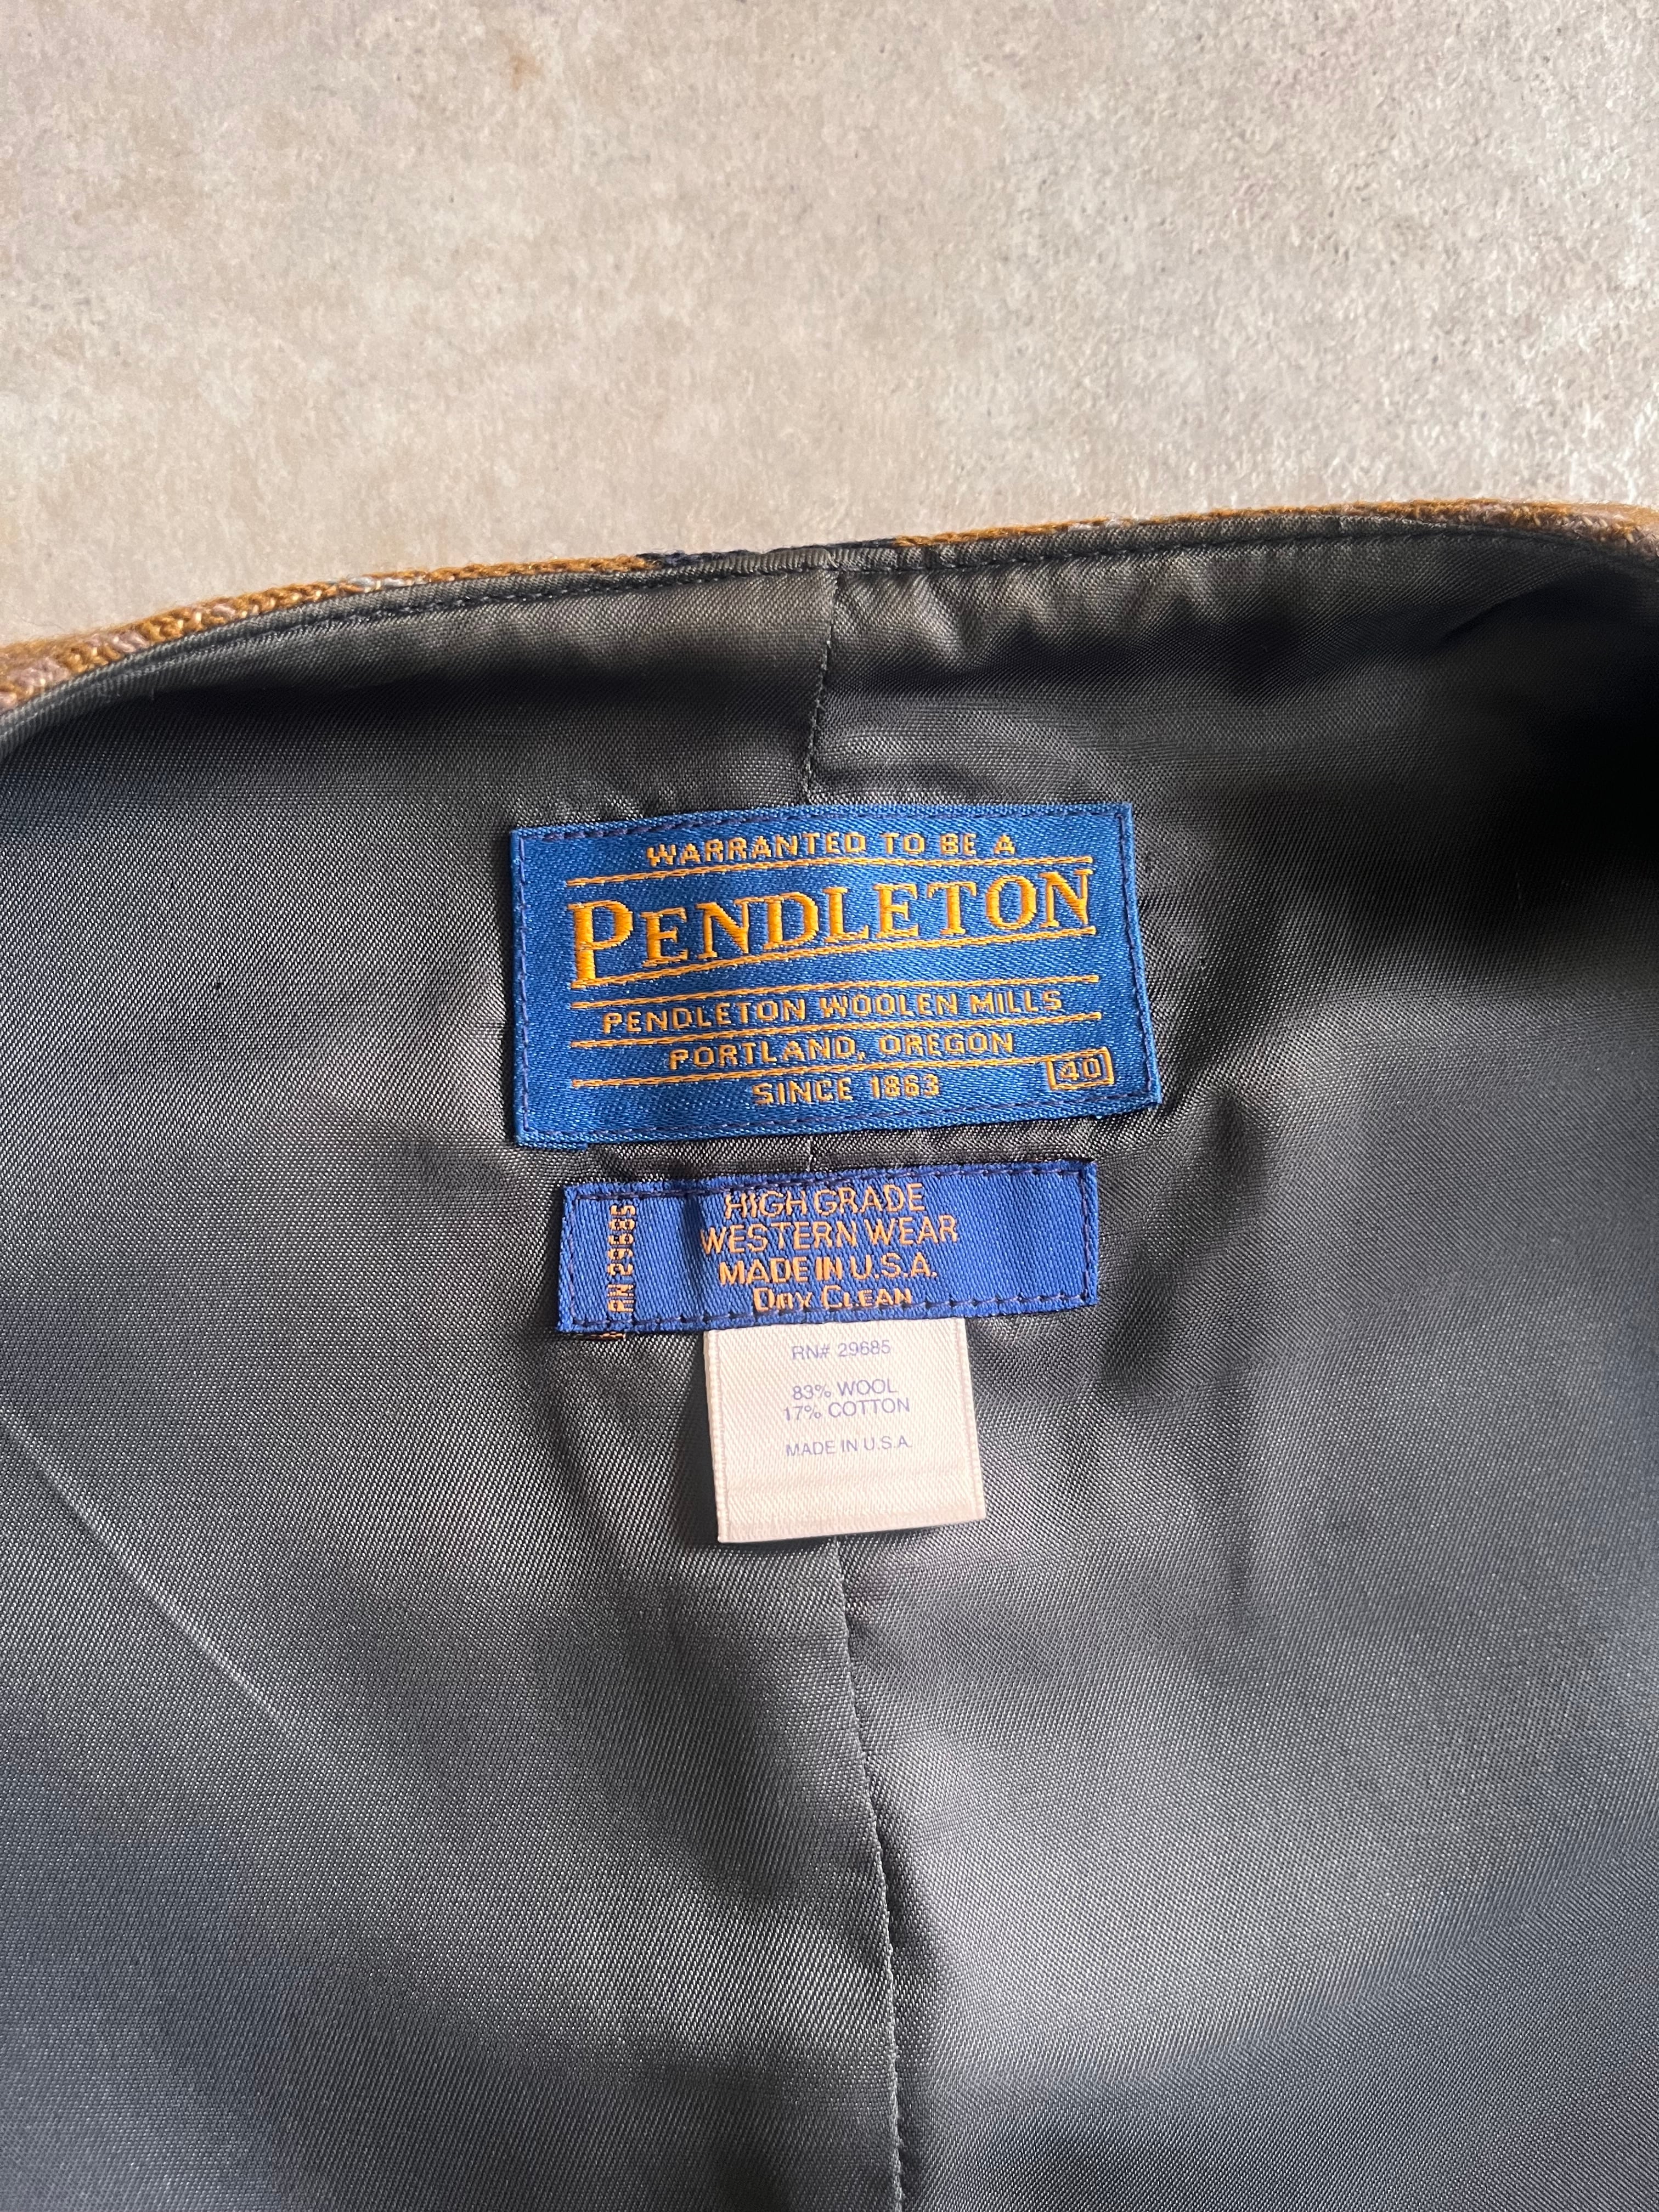 WARRANTED TO BE A
PENDLETON
PENDLETON WOOLEN MILLS
PORTLAND, OREGON
SINCE 1863
40
RN 29685
HIGH GRADE
WESTERN WEAR
MADE IN U.S.A.
DRY CLEAN
RN# 29685
83% WOOL
17% COTTON
MADE IN U.S.A.